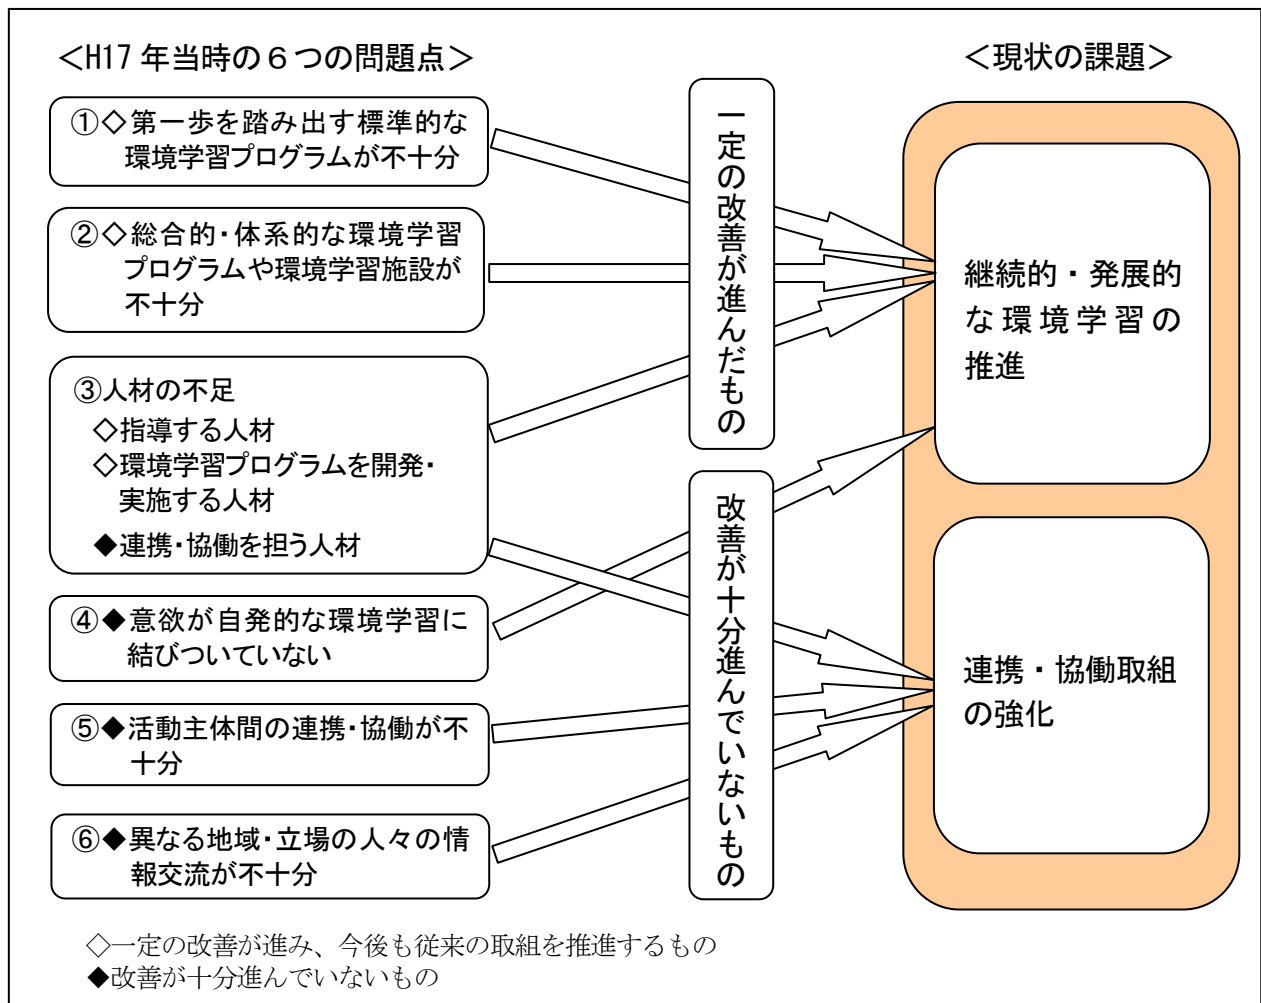 ＜H17年当時の６つの問題点＞
①◇第一歩を踏み出す標準的な
環境学習プログラムが不十分
②◇総合的・体系的な環境学習
プログラムや環境学習施設が
不十分
③人材の不足
◇指導する人材
◇環境学習プログラムを開発・
実施する人材
◆連携・協働を担う人材
④◆意欲が自発的な環境学習に
結びついていない
⑤◆活動主体間の連携・協働が不
十分
⑥◆異なる地域・立場の人々の情
報交流が不十分
一定の改善が進んだもの
改善が十分進んでいないもの
＜現状の課題＞
継続的・発展的
な環境学習の
推進
連携・協働取組
の強化
◇一定の改善が進み、今後も従来の取組を推進するもの
◆改善が十分進んでいないもの